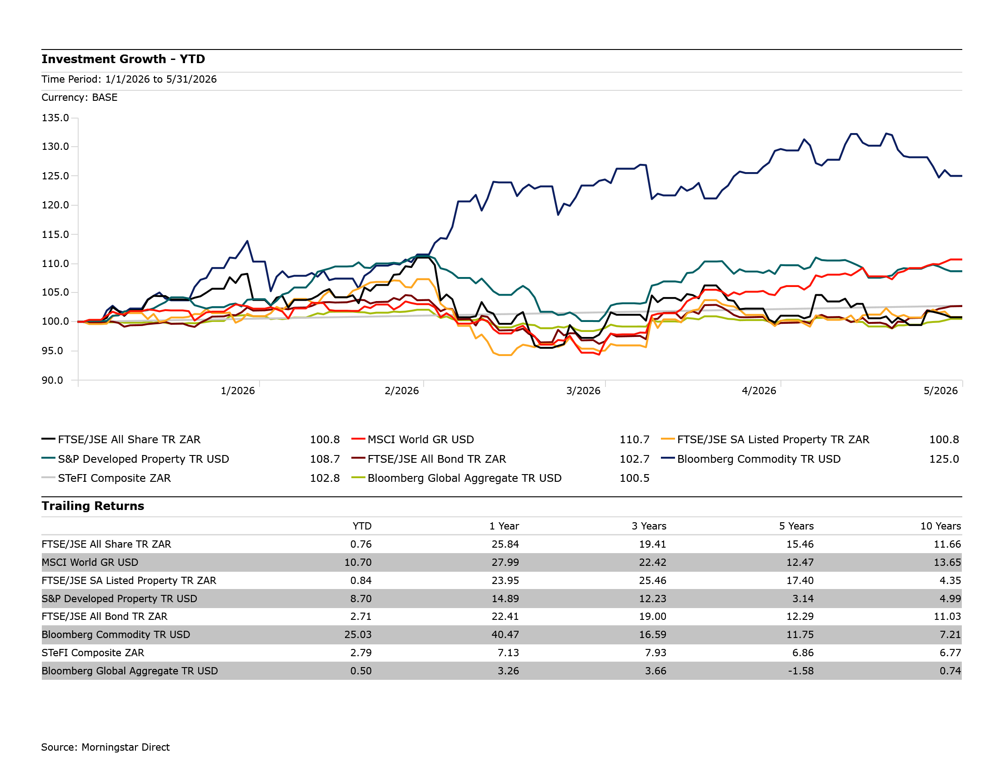 Investment Growth - YTD
Time Period: 1/1/2026 to 5/31/2026
Currency: BASE
135.0
130.0
125.0
120.0
115.0
110.0
105.0
100.0
95.0
90.0
1/2026 2/2026 3/2026 4/2026 5/2026
FTSE/JSE All Share TR ZAR 100.8 MSCI World GR USD 110.7 FTSE/JSE SA Listed Property TR ZAR 100.8
S&P Developed Property TR USD 108.7 FTSE/JSE All Bond TR ZAR 102.7 Bloomberg Commodity TR USD 125.0
STeFI Composite ZAR 102.8 Bloomberg Global Aggregate TR USD 100.5
Trailing Returns
YTD 1 Year 3 Years 5 Years 10 Years
FTSE/JSE All Share TR ZAR 0.76 25.84 19.41 15.46 11.66
MSCI World GR USD 10.70 27.99 22.42 12.47 13.65
FTSE/JSE SA Listed Property TR ZAR 0.84 23.95 25.46 17.40 4.35
S&P Developed Property TR USD 8.70 14.89 12.23 3.14 4.99
FTSE/JSE All Bond TR ZAR 2.71 22.41 19.00 12.29 11.03
Bloomberg Commodity TR USD 25.03 40.47 16.59 11.75 7.21
STeFI Composite ZAR 2.79 7.13 7.93 6.86 6.77
Bloomberg Global Aggregate TR USD 0.50 3.26 3.66 -1.58 0.74
Source: Morningstar Direct